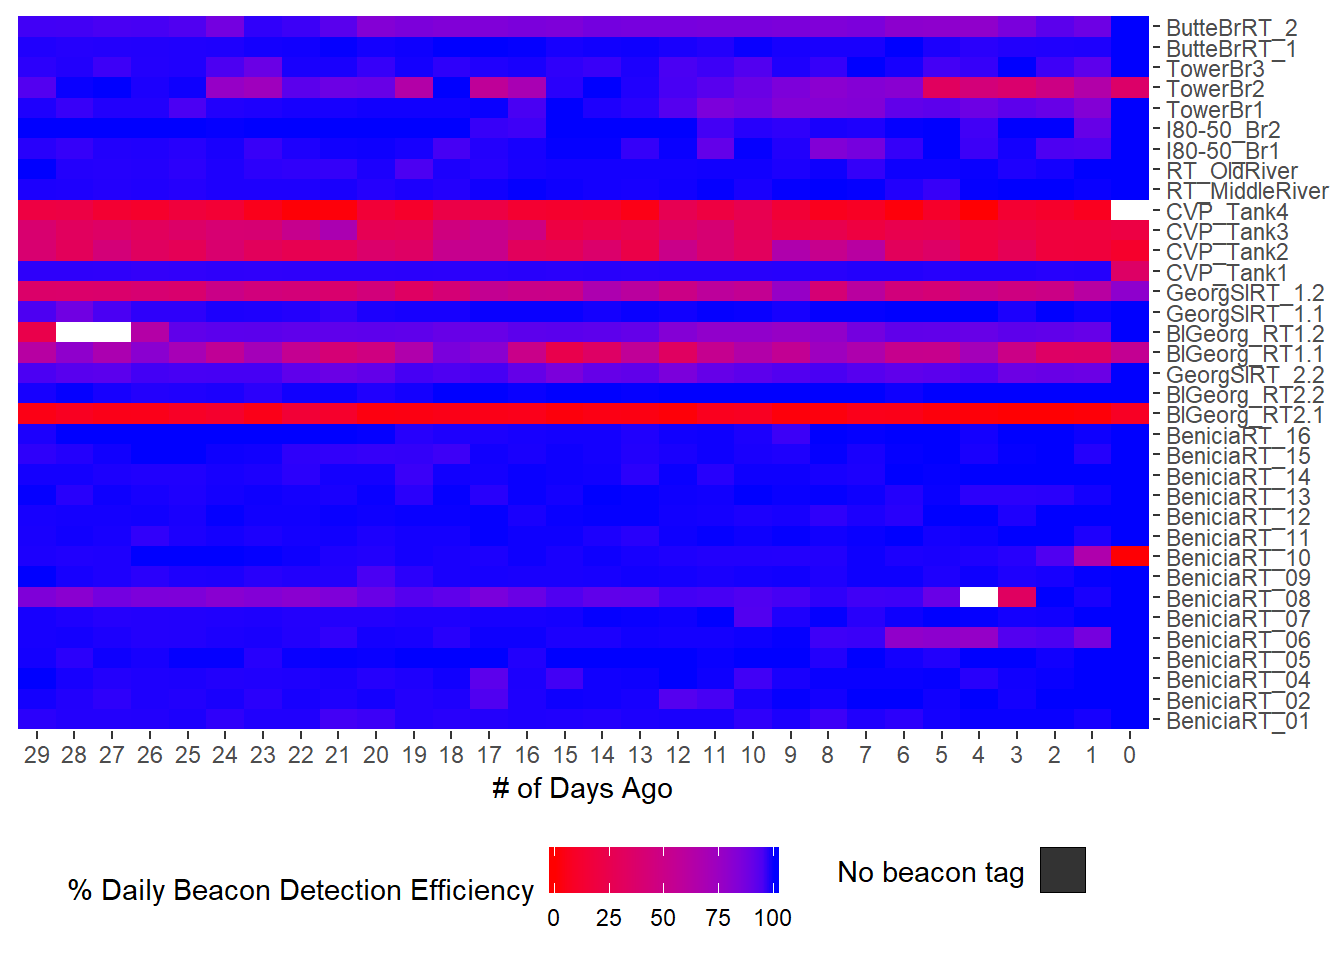 ButteBrRT_2
ButteBrRT_1
TowerBr3
TowerBr2
TowerBr1
I80-50_Br2
I80-50_Br1
RT_OldRiver
RT_MiddleRiver
CVP_Tank4
CVP_Tank3
CVP_Tank2
CVP_Tank1
GeorgSlRT_1.2
GeorgSlRT_1.1
BlGeorg_RT1.2
BlGeorg_RT1.1
GeorgSlRT_2.2
BlGeorg_RT2.2
BlGeorg_RT2.1
BeniciaRT_16
BeniciaRT_15
BeniciaRT_14
BeniciaRT_13
BeniciaRT_12
BeniciaRT_11
BeniciaRT_10
BeniciaRT_09
BeniciaRT_08
BeniciaRT_07
BeniciaRT_06
BeniciaRT_05
BeniciaRT_04
BeniciaRT_02
BeniciaRT_01
29 28 27 26 25 24 23 22 21 20 19 18 17 16 15 14 13 12 11 10 9 8 7 6 5 4 3 2 1 0
# of Days Ago
% Daily Beacon Detection Efficiency
0 25 50 75 100
No beacon tag